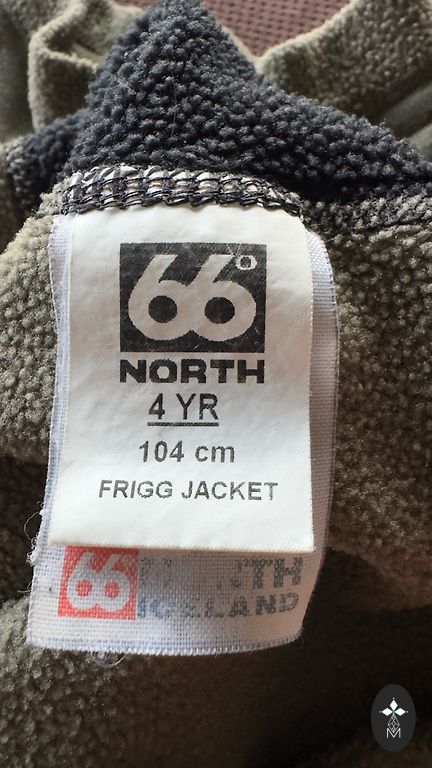 66°
NORTH
4 YR
104 cm
FRIGG JACKET
66°
ICELAND
M